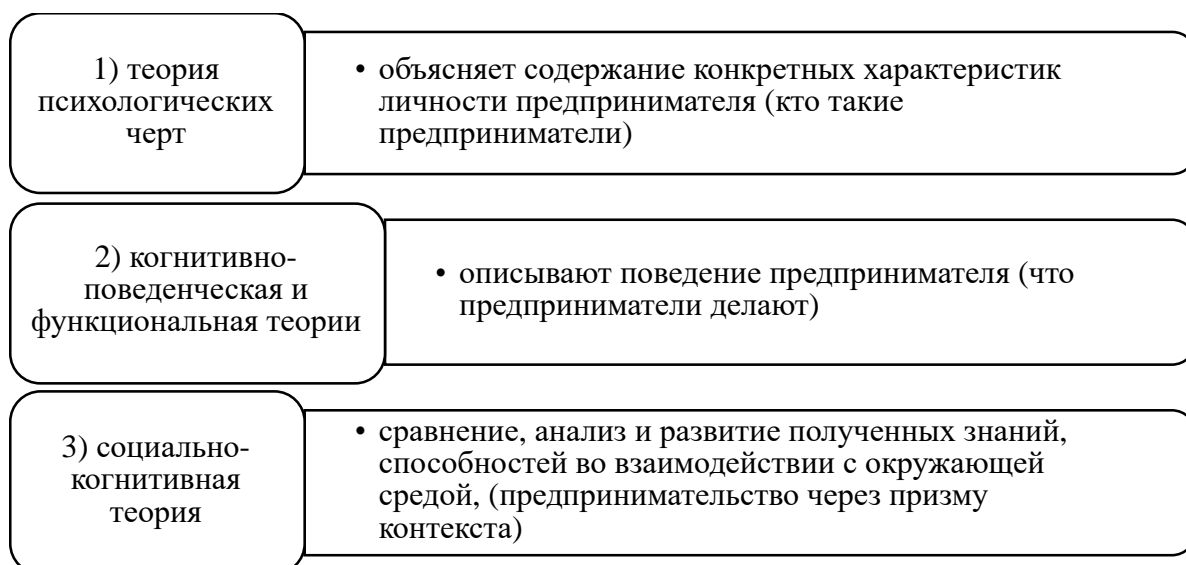 1) теория
психологических
черт
• объясняет содержание конкретных характеристик
личности предпринимателя (кто такие
предприниматели)
2) когнитивно-
поведенческая и
функциональная теории
• описывают поведение предпринимателя (что
предприниматели делают)
3) социально-
когнитивная
теория
• сравнение, анализ и развитие полученных знаний,
способностей во взаимодействии с окружающей
средой, (предпринимательство через призму
контекста)